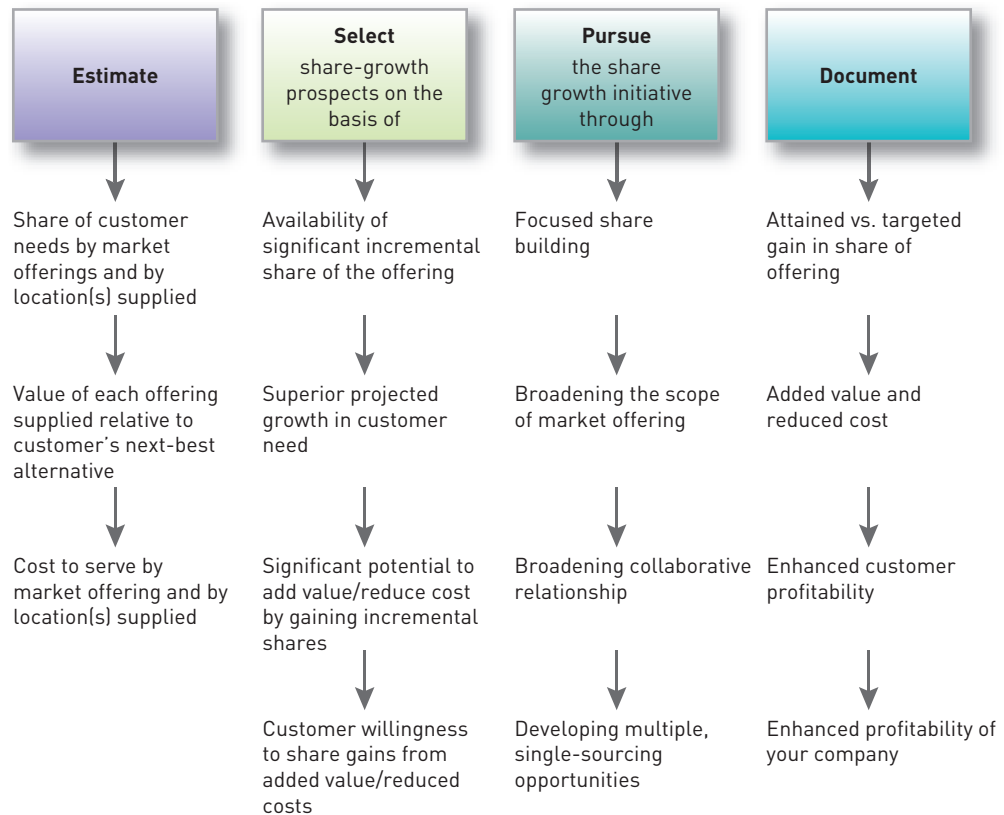 Estimate
Share of customer
needs by market
offerings and by
location(s) supplied
Value of each offering
supplied relative to
customer's next-best
alternative
Cost to serve by
market offering and by
location(s) supplied
Select
share-growth
prospects on the
basis of
Availability of
significant incremental
share of the offering
Superior projected
growth in customer
need
Significant potential to
add value/reduce cost
by gaining incremental
shares
Customer willingness
to share gains from
added value/reduced
costs
Pursue
the share
growth initiative
through
Focused share
building
Broadening the scope
of market offering
Broadening collaborative
relationship
Developing multiple,
single-sourcing
opportunities
Document
Attained vs. targeted
gain in share of
offering
Added value and
reduced cost
Enhanced customer
profitability
Enhanced profitability of
your company